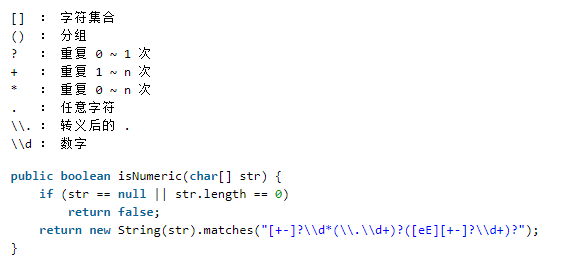 []  :  字符集合
()  :  分组
?   :  重复 0 ~ 1 次
+   :  重复 1 ~ n 次
*   :  重复 0 ~ n 次
.   :  任意字符
\\. :  转义后的 .
\\d :  数字
public boolean isNumeric(char[] str) {
    if (str == null || str.length == 0)
        return false;
    return new String(str).matches("[+-]?\\d*(\\.\\d+)?([eE][+-]?\\d+)?");
}